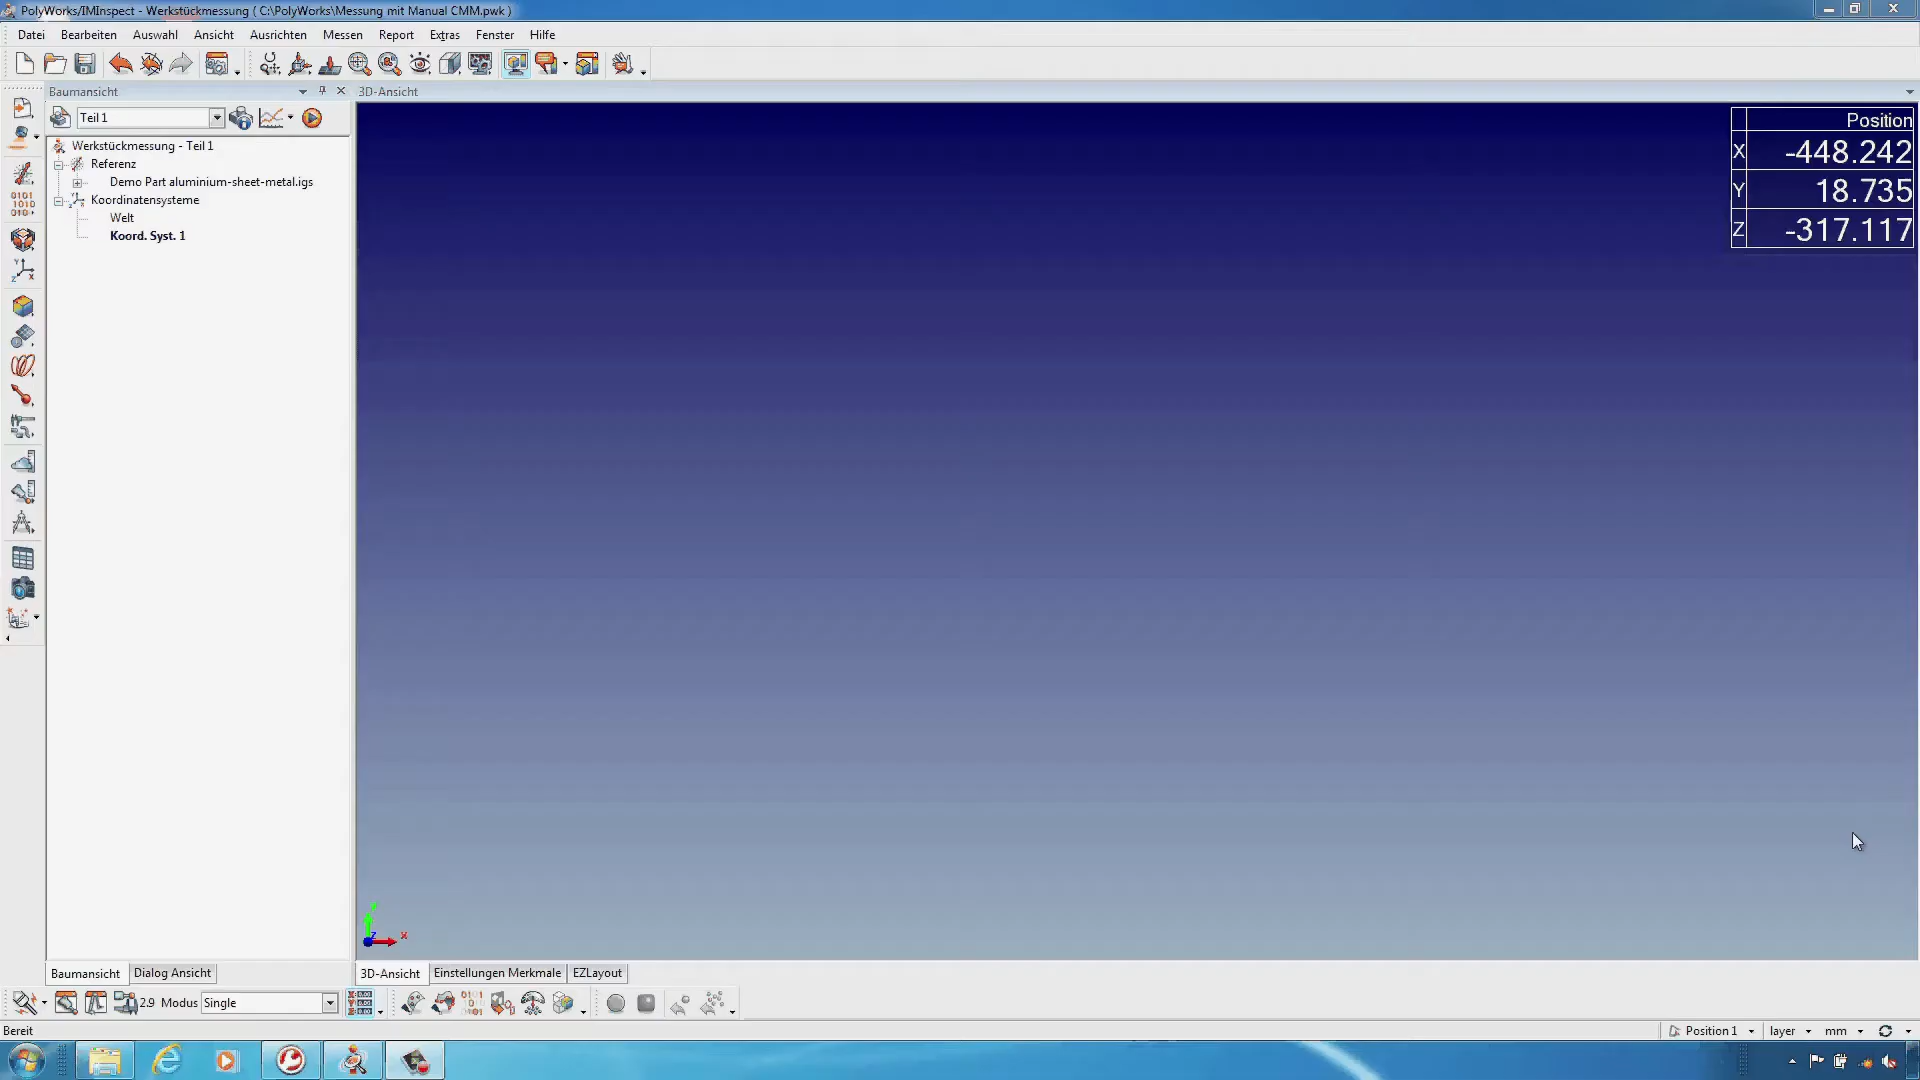 PolyWorks/IMInspect - Werkstückmessung ( C:\PolyWorks\Messung mit Manual CMM.pwk )
Datei Bearbeiten Auswahl Ansicht Ausrichten Messen Report Extras Fenster Hilfe
Baumansicht
3D-Ansicht
Teil 1
Werkstückmessung - Teil 1
Referenz
Demo Part aluminium-sheet-metal.igs
Koordinatensysteme
Welt
Koord. Syst. 1
Position
X -448.242
Y 18.735
Z -317.117
Z X
Baumansicht Dialog Ansicht
3D-Ansicht Einstellungen Merkmale EZLayout
2.9 Modus Single
Bereit
Position 1 layer mm